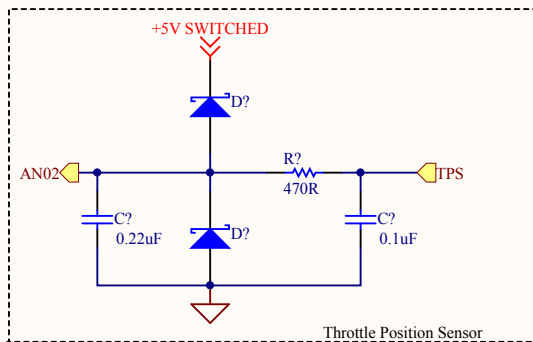 +5V SWITCHED
D?
AN02
R?
470R
TPS
C?
0.22uF
D?
C?
0.1uF
Throttle Position Sensor